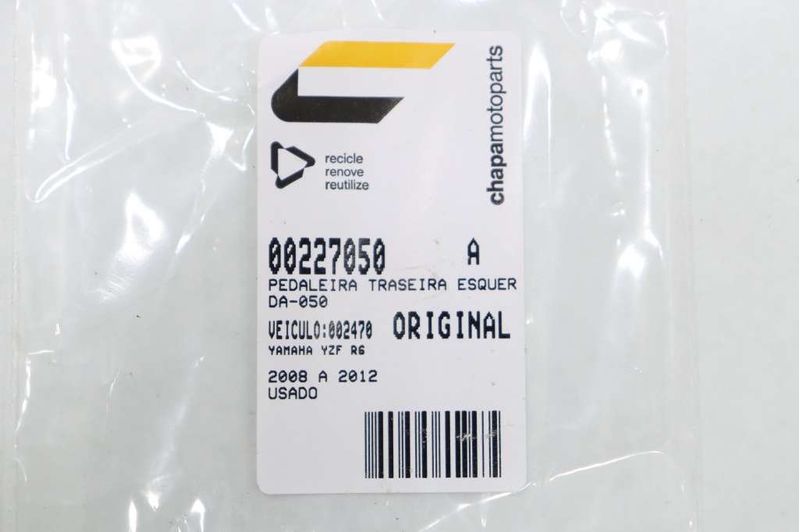 chapamotoparts
recicle
renove
reutilize
00227050 A
PEDALEIRA TRASEIRA ESQUER
DA-050
VEICULO:002470 ORIGINAL
YAMAHA YZF R6
2008 A 2012
USADO